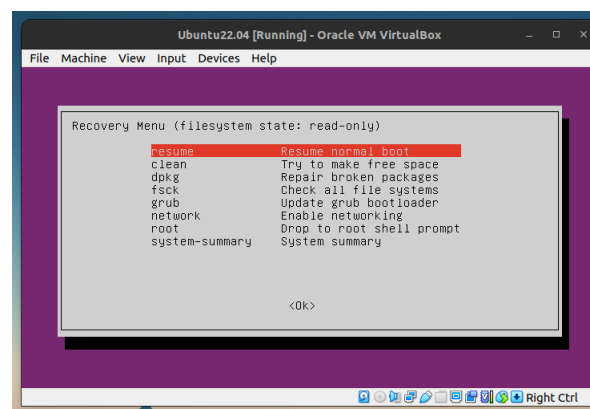 Ubuntu22.04 [Running] - Oracle VM VirtualBox
File Machine View Input Devices Help
Recovery Menu (filesystem state: read-only)
resume Resume normal boot
clean Try to make free space
dpkg Repair broken packages
fsck Check all file systems
grub Update grub bootloader
network Enable networking
root Drop to root shell prompt
system-summary System summary
<Ok>
Right Ctrl